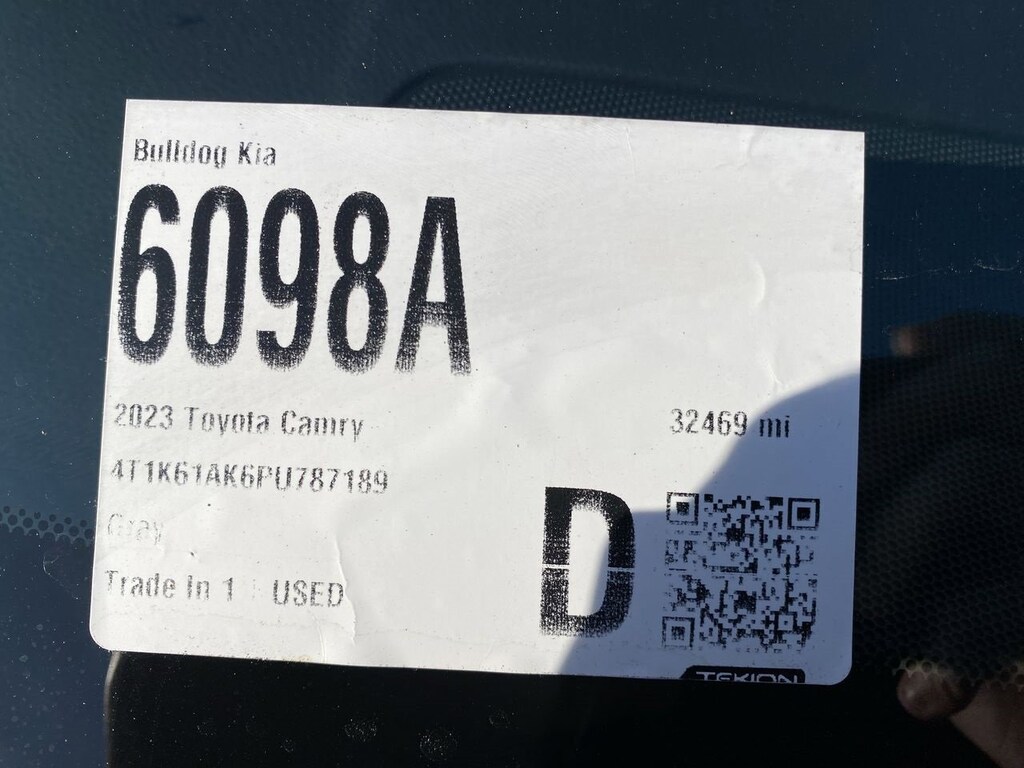 Bulldog Kia
6098A
2023 Toyota Camry
32469 mi
4T1K61AK6PU787189
Gray
Trade In 1 USED
D
TEKION